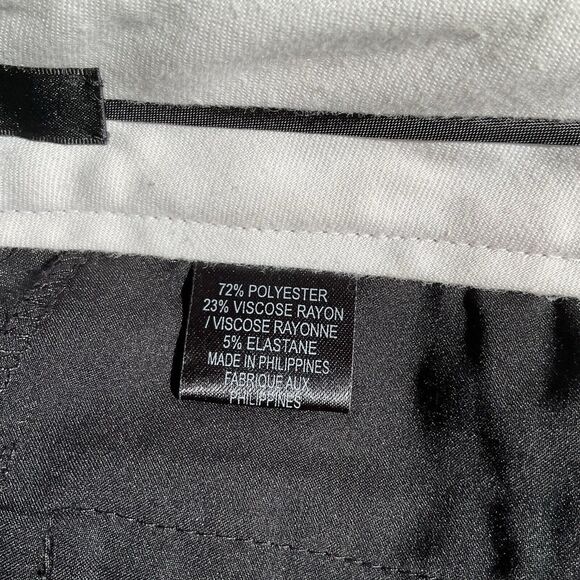 72% POLYESTER
23% VISCOSE RAYON
/ VISCOSE RAYONNE
5% ELASTANE
MADE IN PHILIPPINES
FABRIQUE AUX
PHILIPPINES